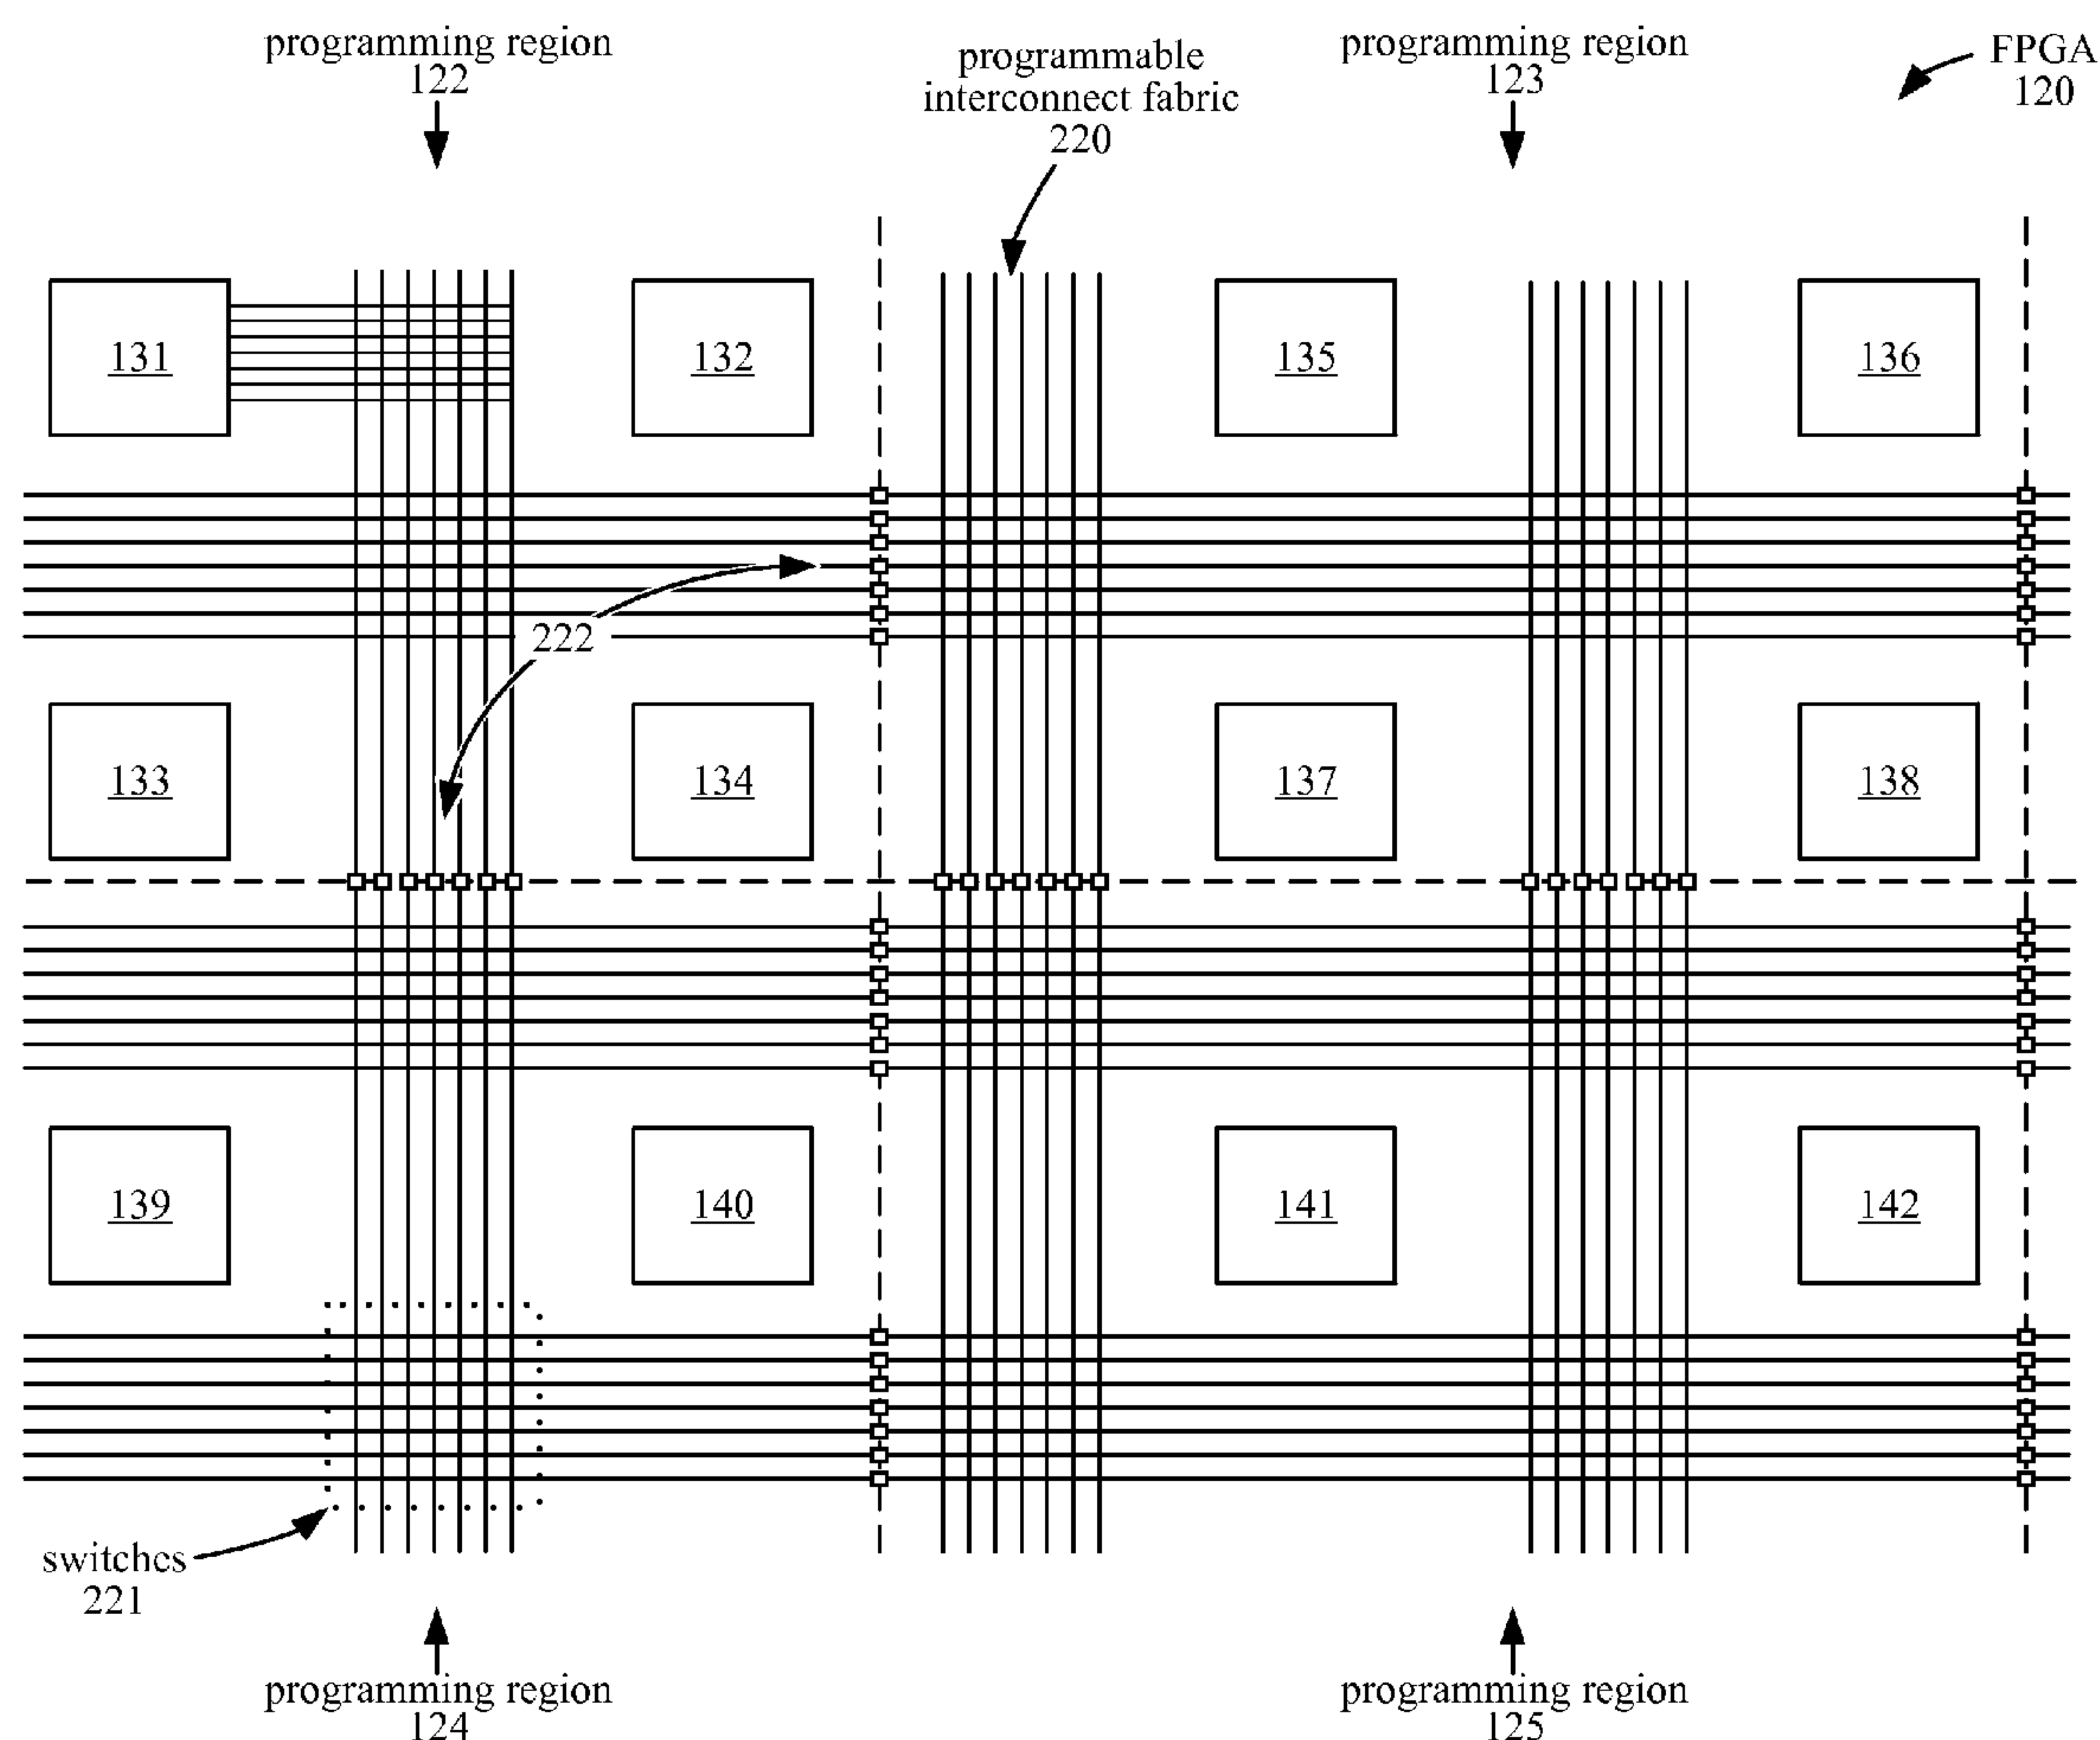 programming region
122
programmable
interconnect fabric
220
programming region
123
FPGA
120
131
132
135
136
222
133
134
137
138
139
140
141
142
switches
221
programming region
124
programming region
125